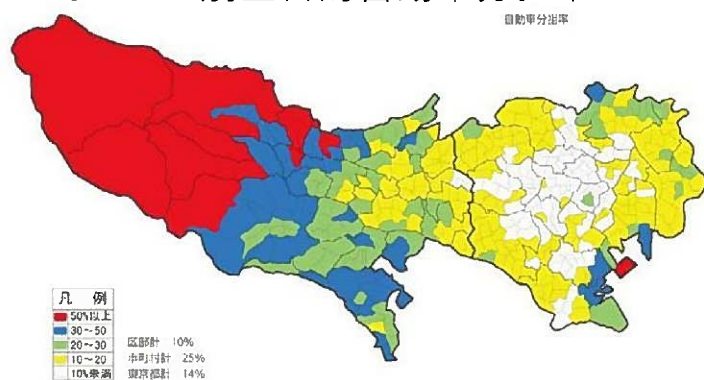 自動車分担率
凡 例
50%以上
30～50
20～30
10～20
10%未満
区部計 10%
市町村計 25%
東京都計 14%